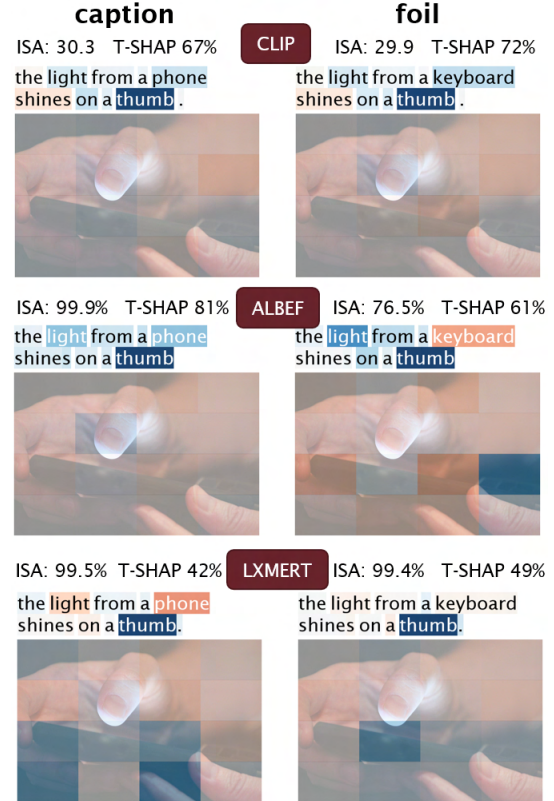 caption foil
ISA: 30.3 T-SHAP 67% CLIP ISA: 29.9 T-SHAP 72%
the light from a phone
shines on a thumb .
the light from a keyboard
shines on a thumb .
ISA: 99.9% T-SHAP 81% ALBEF ISA: 76.5% T-SHAP 61%
the light from a phone
shines on a thumb
the light from a keyboard
shines on a thumb
ISA: 99.5% T-SHAP 42% LXMERT ISA: 99.4% T-SHAP 49%
the light from a phone
shines on a thumb.
the light from a keyboard
shines on a thumb.